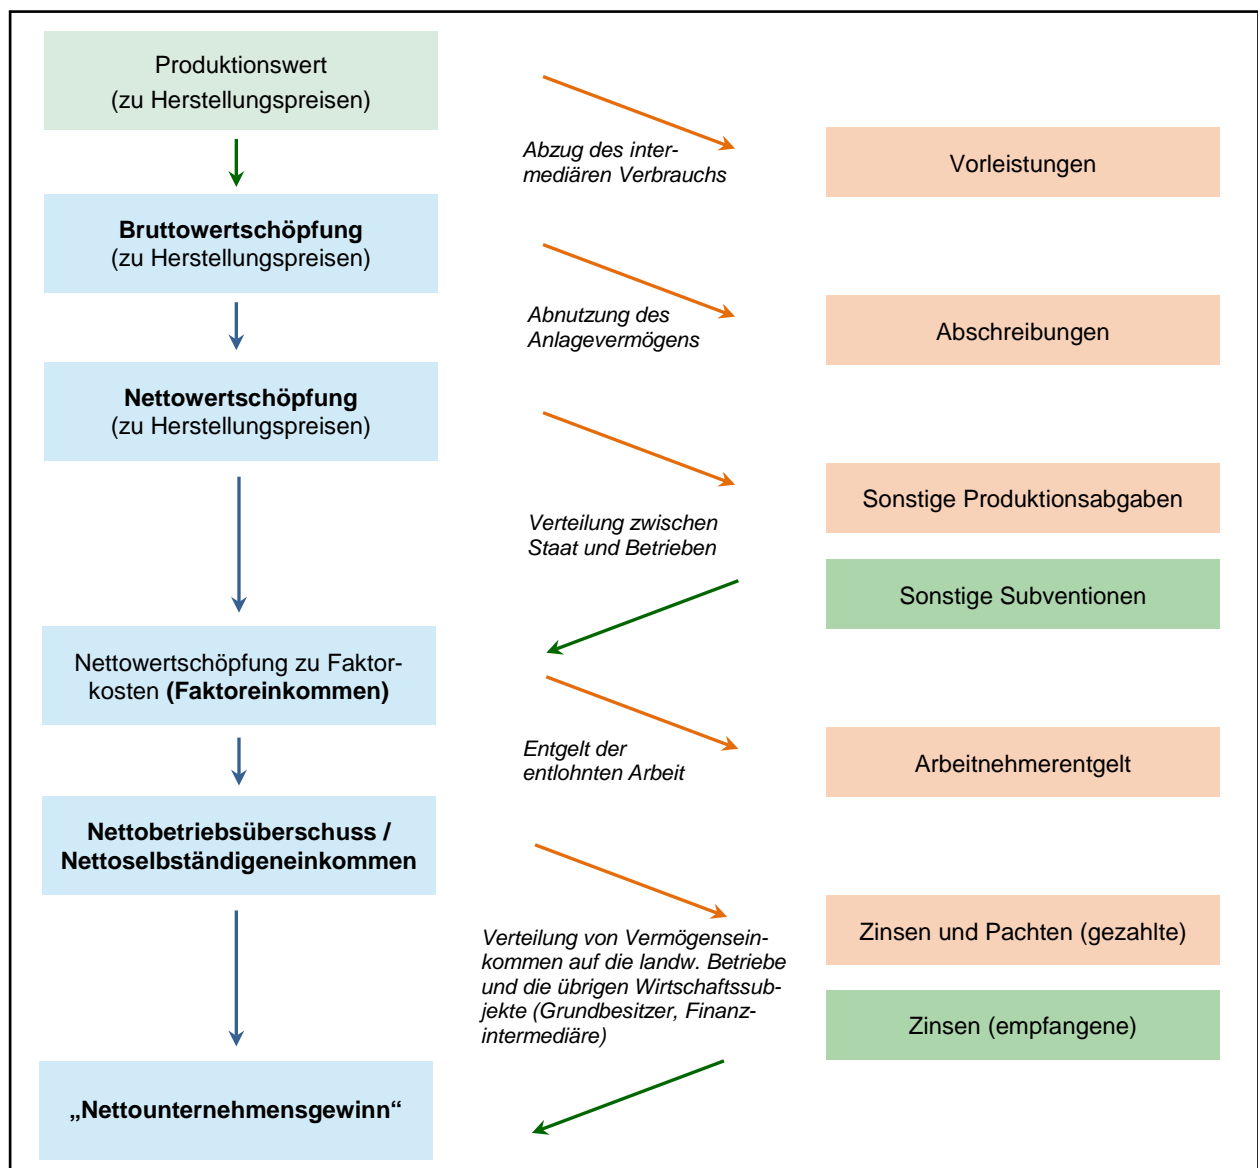 Produktionswert
(zu Herstellungspreisen)
Abzug des inter-
mediären Verbrauchs
Vorleistungen
Bruttowertschöpfung
(zu Herstellungspreisen)
Abnutzung des
Anlagevermögens
Abschreibungen
Nettowertschöpfung
(zu Herstellungspreisen)
Verteilung zwischen
Staat und Betrieben
Sonstige Produktionsabgaben
Sonstige Subventionen
Nettowertschöpfung zu Faktor-
kosten (Faktoreinkommen)
Entgelt der
entlohnten Arbeit
Arbeitnehmerentgelt
Nettobetriebsüberschuss /
Nettoselbständigeneinkommen
Verteilung von Vermögensein-
kommen auf die landw. Betriebe
und die übrigen Wirtschaftssub-
jekte (Grundbesitzer, Finanz-
intermediäre)
Zinsen und Pachten (gezahlte)
Zinsen (empfangene)
„Nettounternehmensgewinn“